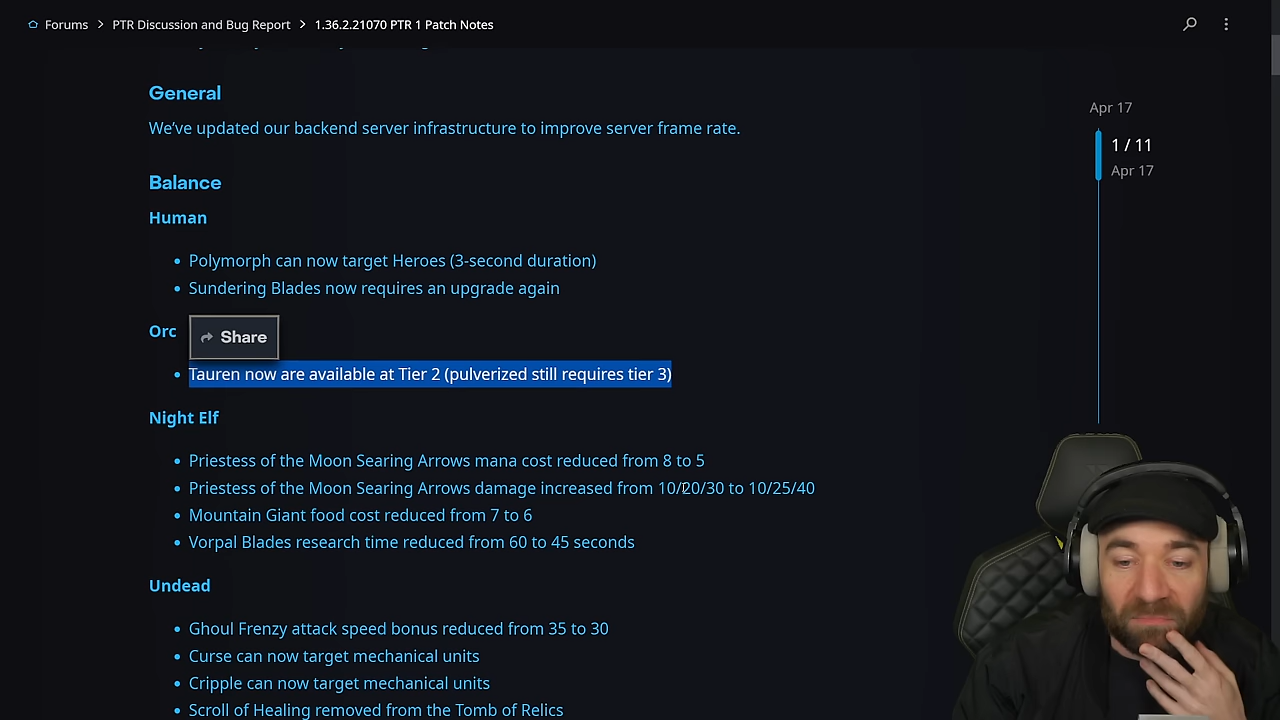 Forums > PTR Discussion and Bug Report > 1.36.2.21070 PTR 1 Patch Notes
General
Apr 17
We’ve updated our backend server infrastructure to improve server frame rate.
1 / 11
Apr 17
Balance
Human
• Polymorph can now target Heroes (3-second duration)
• Sundering Blades now requires an upgrade again
Orc
Share
• Tauren now are available at Tier 2 (pulverized still requires tier 3)
Night Elf
• Priestess of the Moon Searing Arrows mana cost reduced from 8 to 5
• Priestess of the Moon Searing Arrows damage increased from 10/20/30 to 10/25/40
• Mountain Giant food cost reduced from 7 to 6
• Vorpal Blades research time reduced from 60 to 45 seconds
Undead
• Ghoul Frenzy attack speed bonus reduced from 35 to 30
• Curse can now target mechanical units
• Cripple can now target mechanical units
• Scroll of Healing removed from the Tomb of Relics